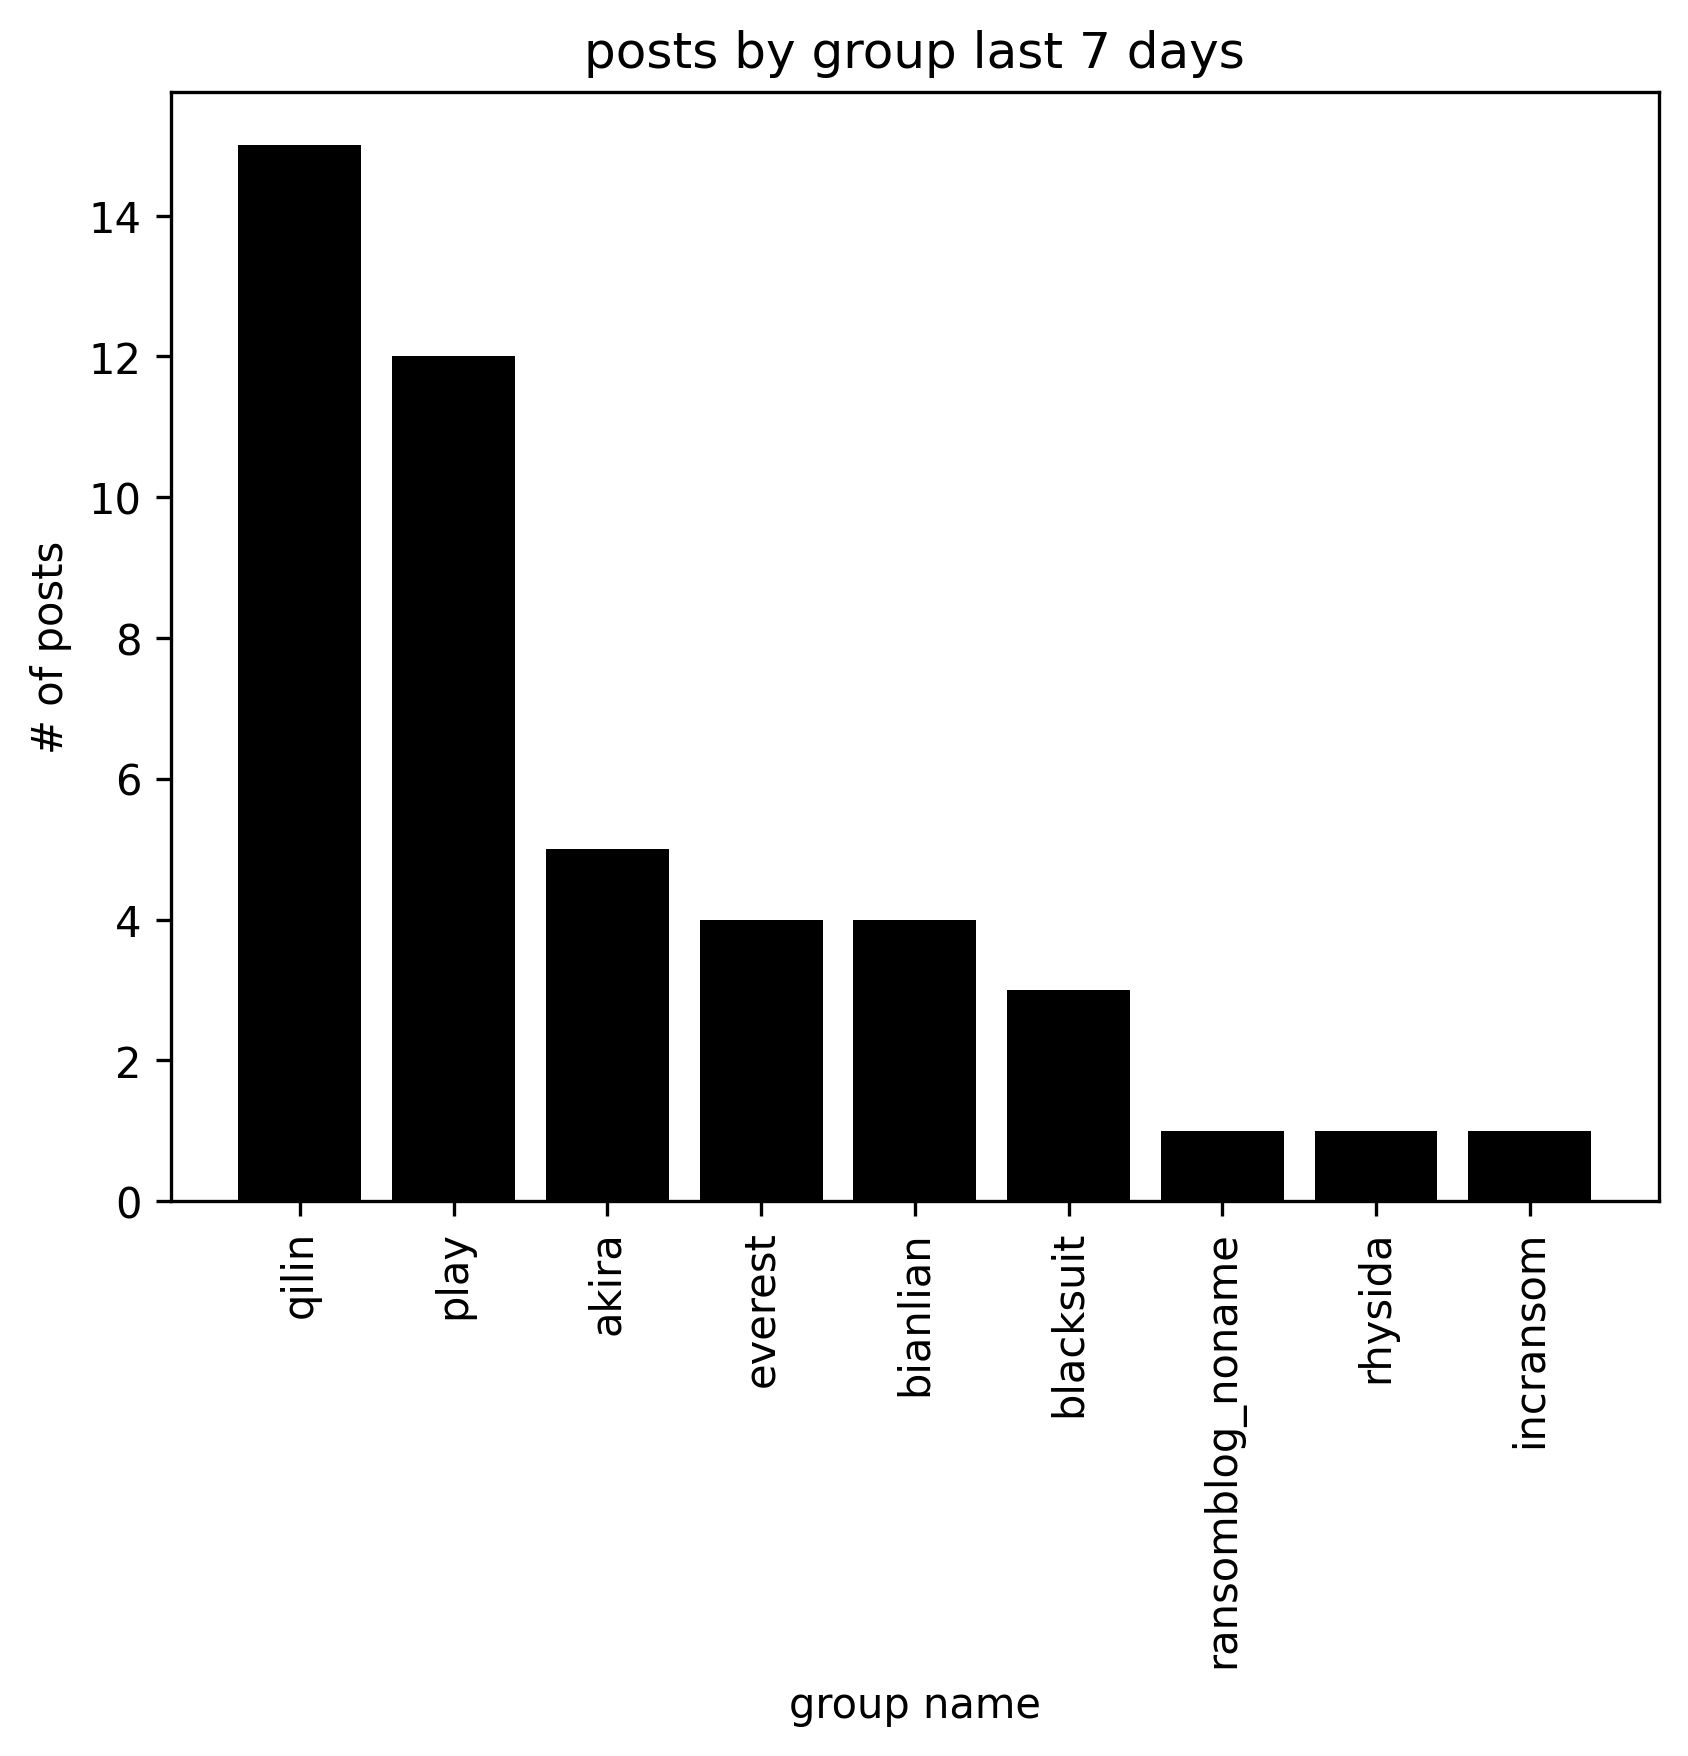 posts by group last 7 days
# of posts
14
12
10
8
6
4
2
0
qilin
play
akira
everest
bianlian
blacksuit
ransomblog_noname
rhysida
incransom
group name